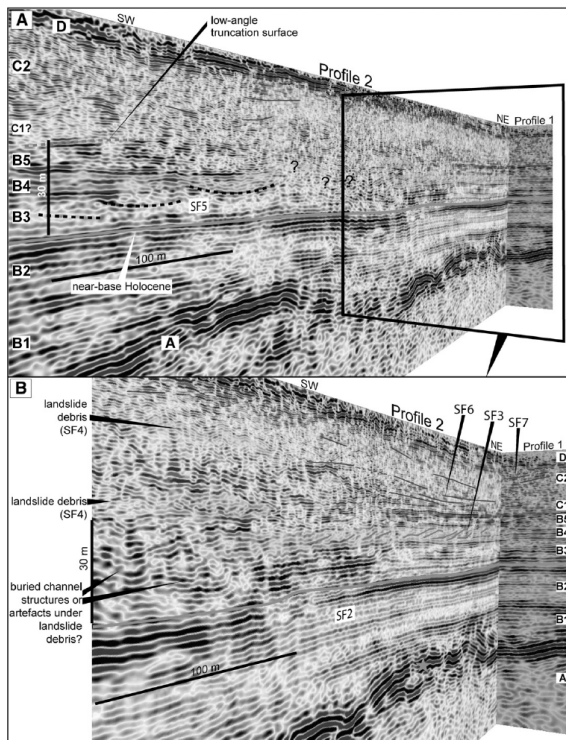 A
D
SW
low-angle
truncation surface
C2
Profile 2
NE
Profile 1
C1?
B5
B4
30 m
?
? ?
SF5
B3
B2
100 m
near-base Holocene
B1
A
B
SW
landslide
debris
(SF4)
Profile 2
SF6
SF3
SF7
NE
Profile 1
D
C2
C1
B5
B4
landslide debris
(SF4)
30 m
B3
buried channel
structures or
artefacts under
landslide
debris?
B2
SF2
B1
100 m
A